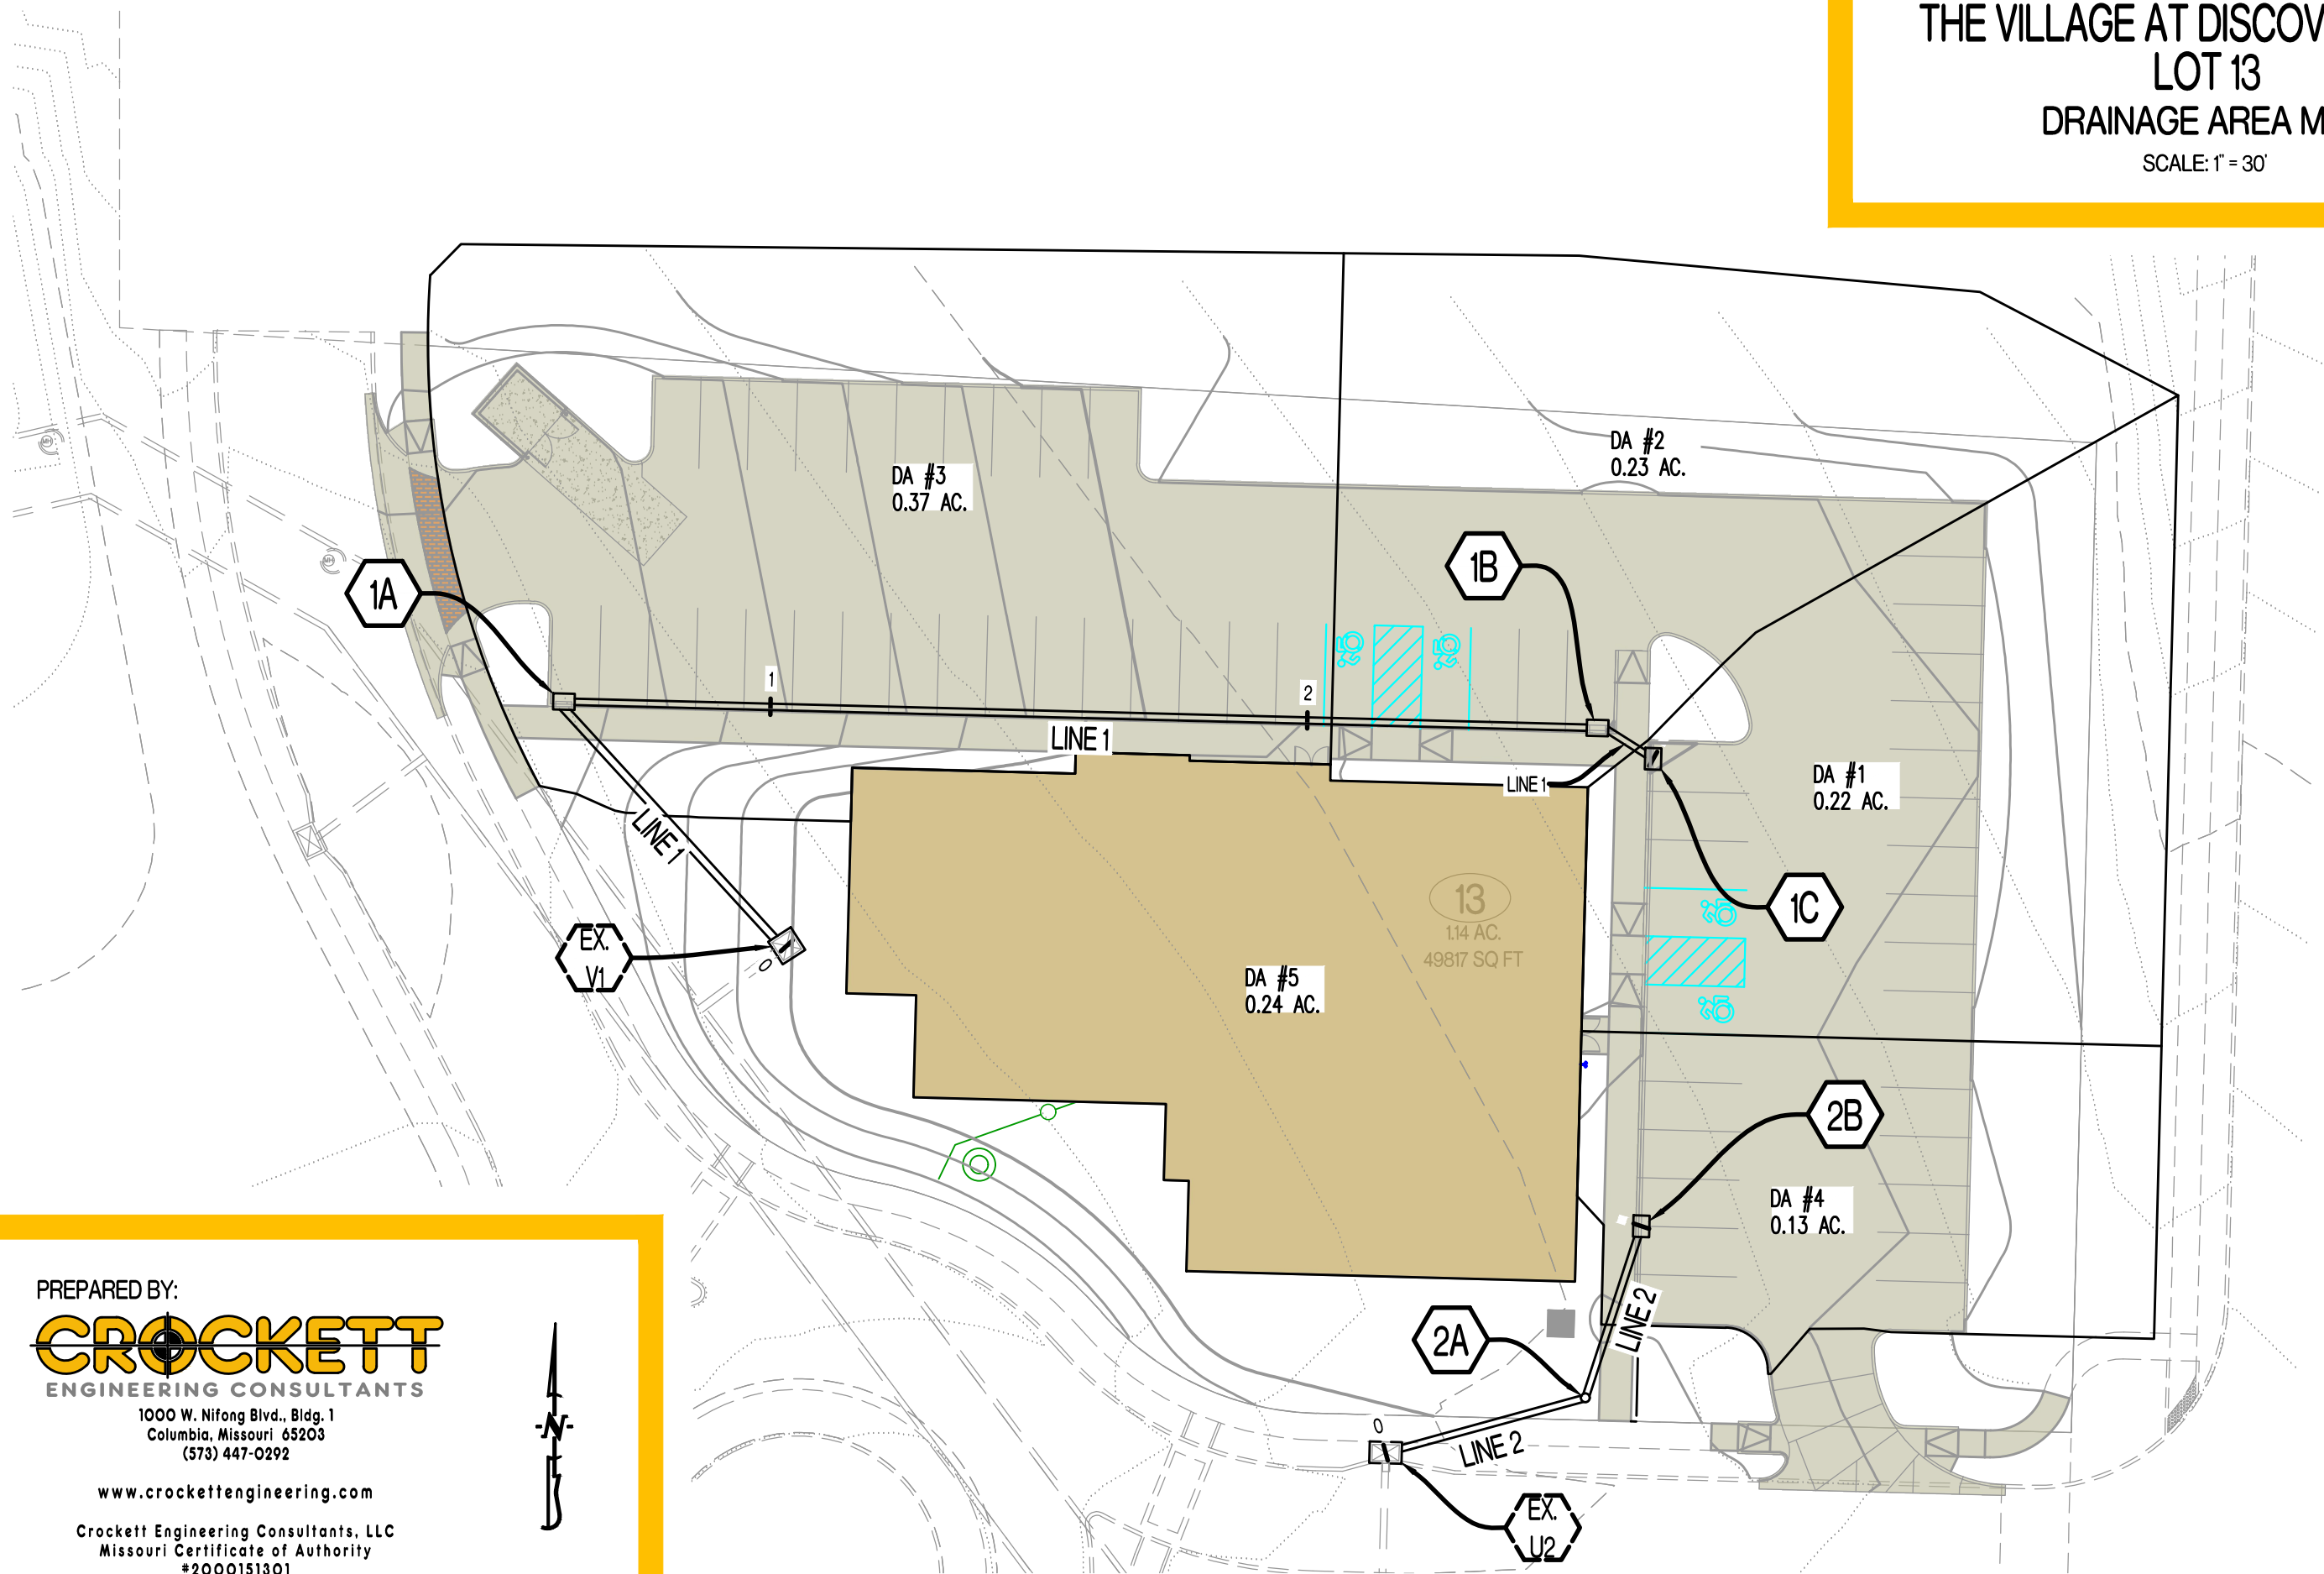 THE VILLAGE AT DISCOV
LOT 13
DRAINAGE AREA M
SCALE: 1" = 30'
DA #3
0.37 AC.
DA #2
0.23 AC.
1A
1B
1
2
LINE 1
LINE 1
DA #1
0.22 AC.
LINE 1
13
1.14 AC.
49817 SQ FT
1C
EX.
V1
0
DA #5
0.24 AC.
2B
DA #4
0.13 AC.
LINE 2
2A
0
LINE 2
EX.
U2
MH
MH
PREPARED BY:
CROCKETT
ENGINEERING CONSULTANTS
1000 W. Nifong Blvd., Bldg. 1
Columbia, Missouri 65203
(573) 447-0292
www.crockettengineering.com
Crockett Engineering Consultants, LLC
Missouri Certificate of Authority
#2000151301
N